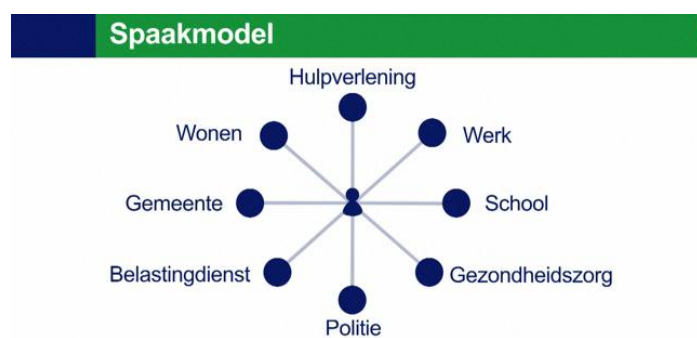 Spaakmodel
Hulpverlening
Wonen
Werk
Gemeente
School
Belastingdienst
Gezondheidszorg
Politie